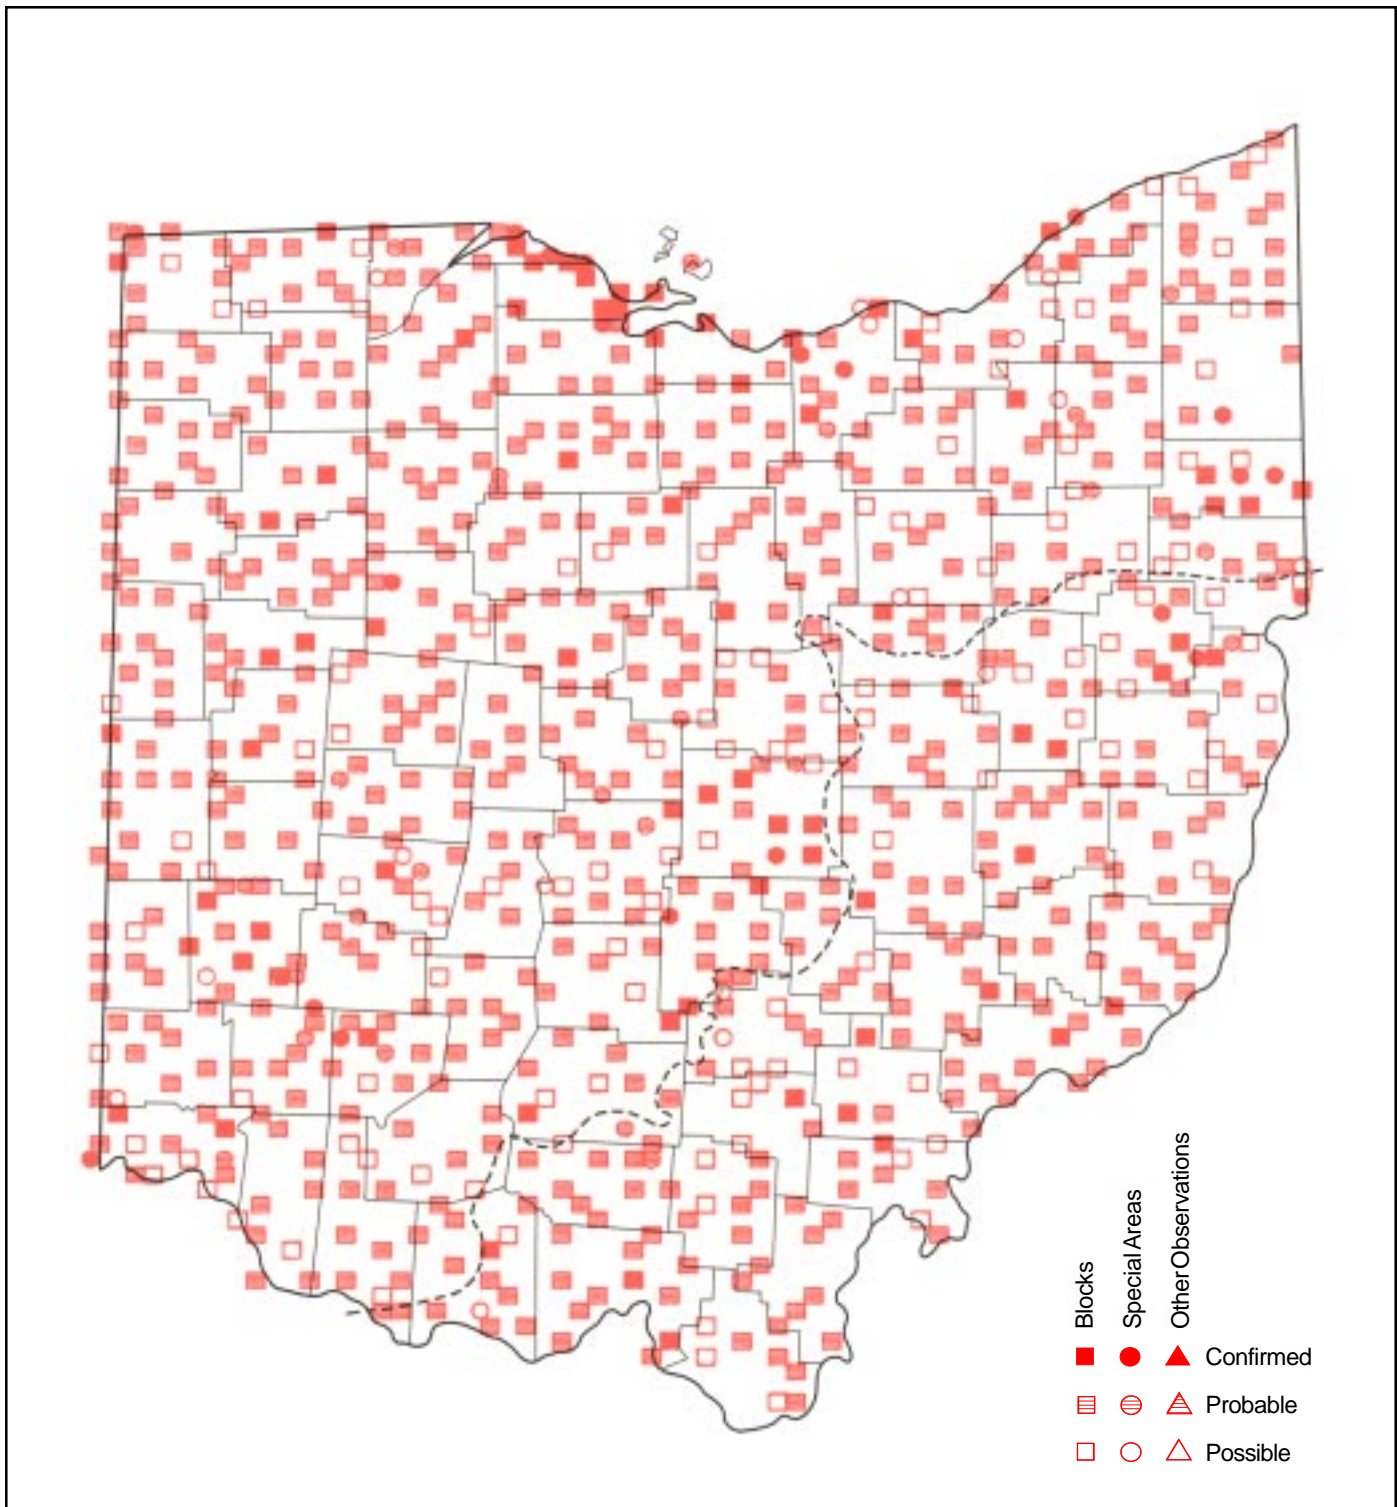 Blocks
Special Areas
Other Observations
Confirmed
Probable
Possible